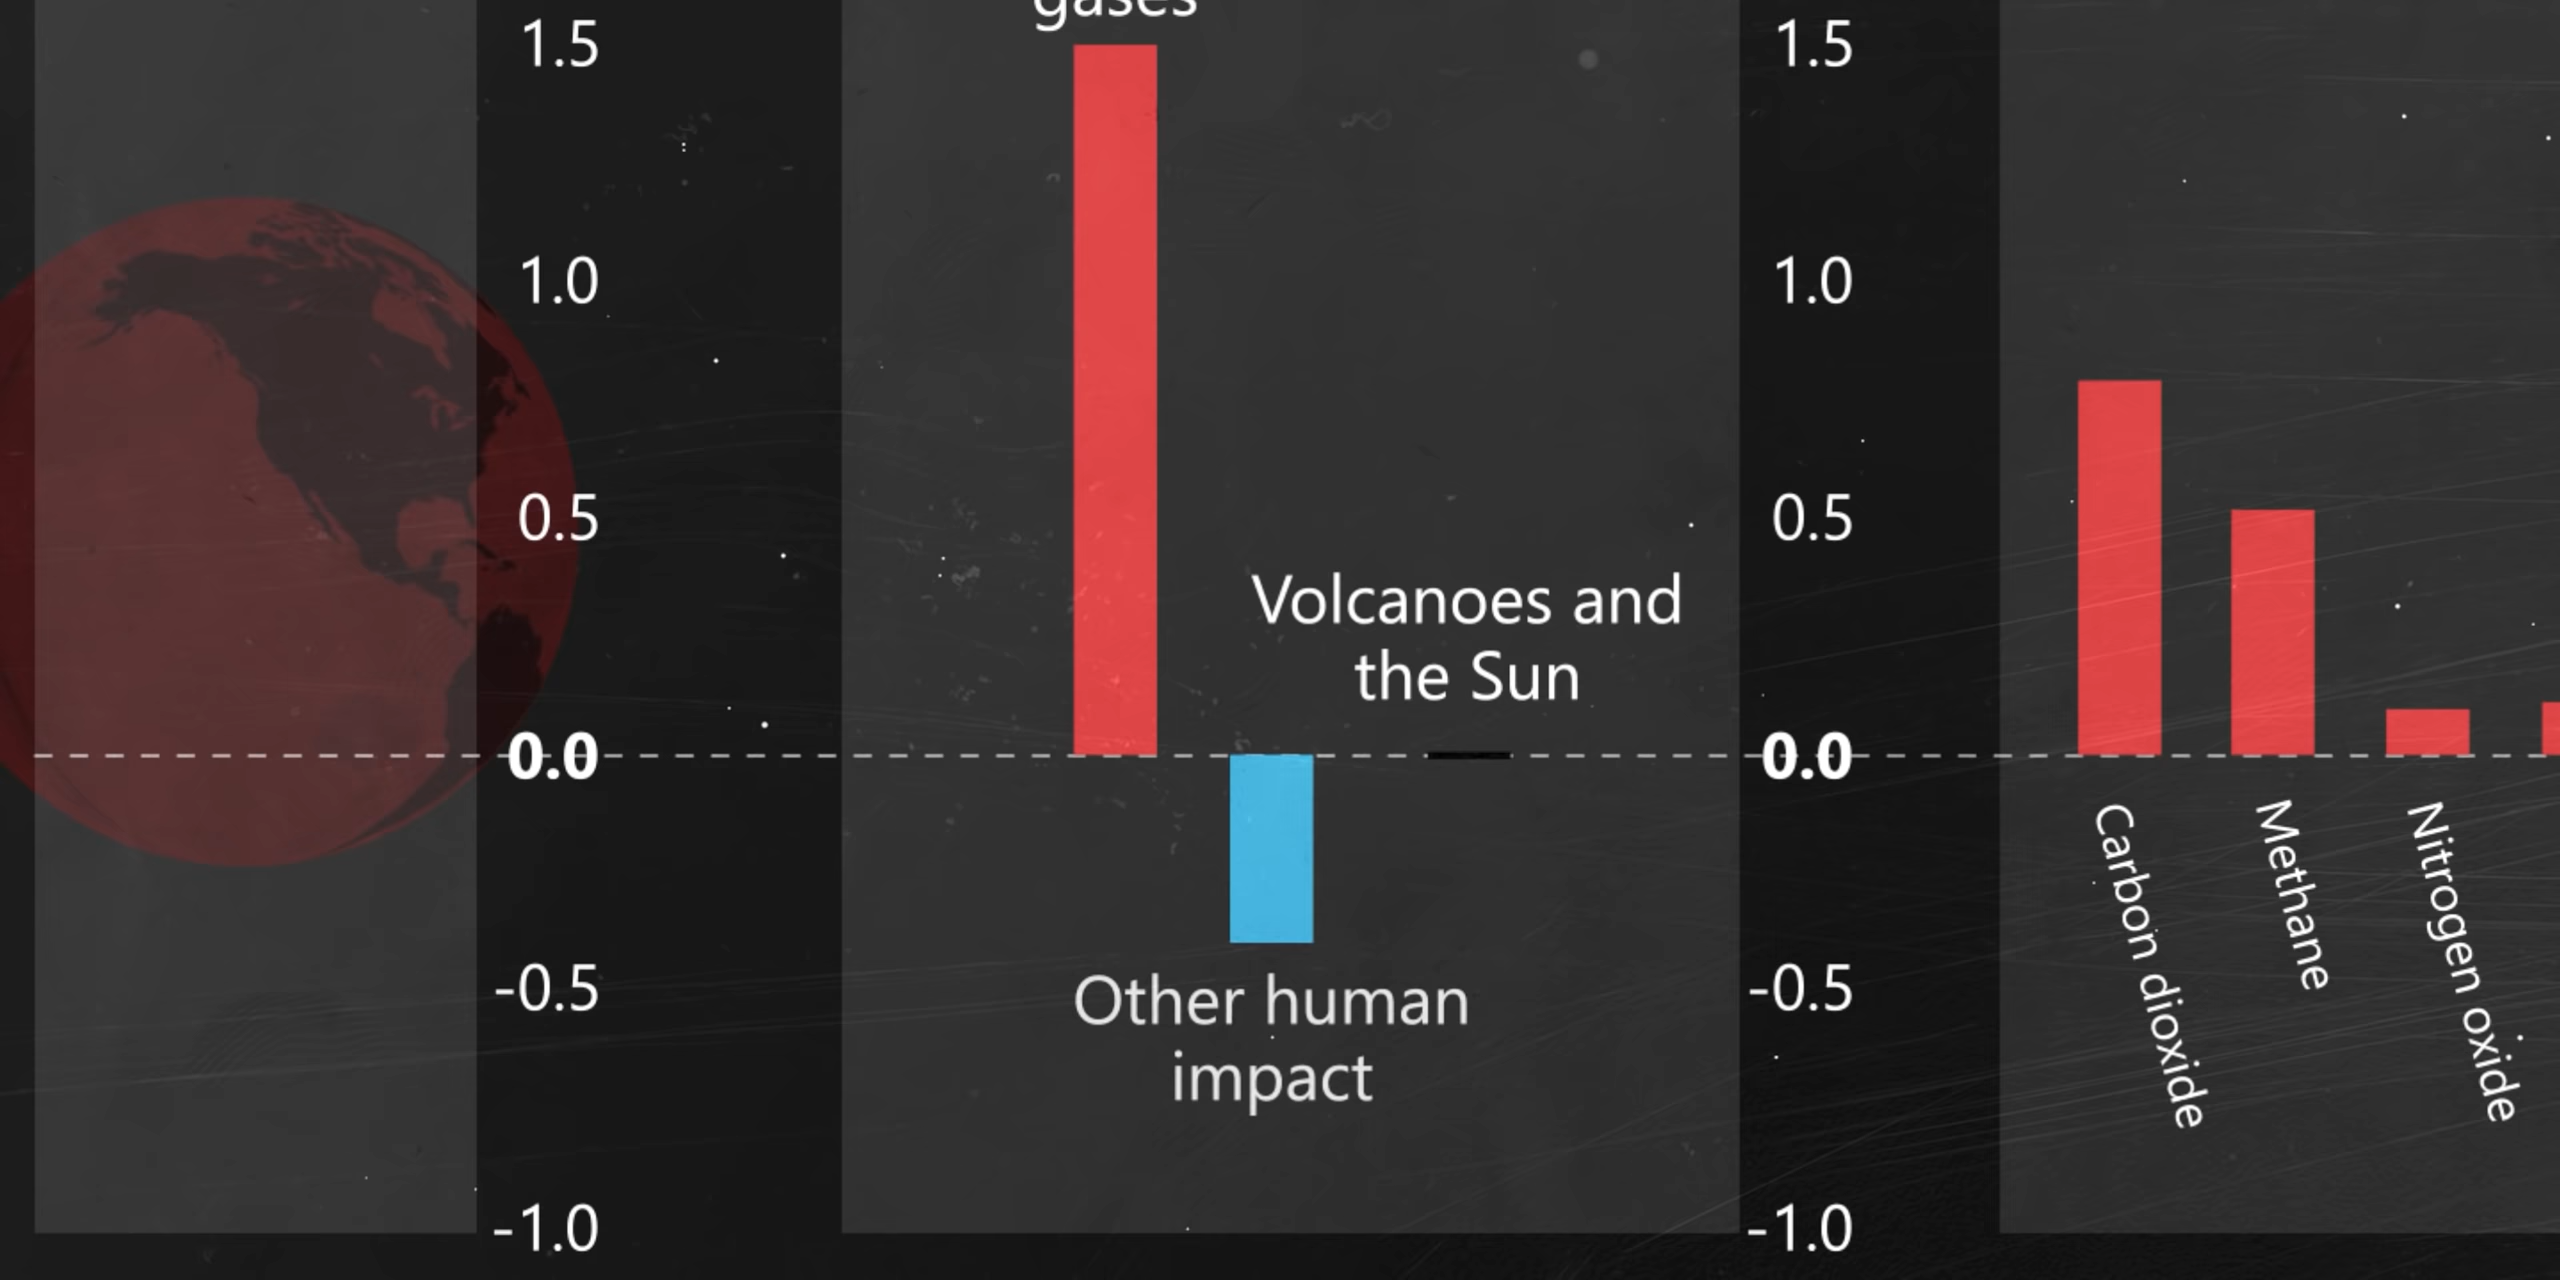 gases
1.5
1.0
0.5
0.0
-0.5
-1.0
Volcanoes and
the Sun
Other human
impact
1.5
1.0
0.5
0.0
-0.5
-1.0
Carbon dioxide
Methane
Nitrogen oxide